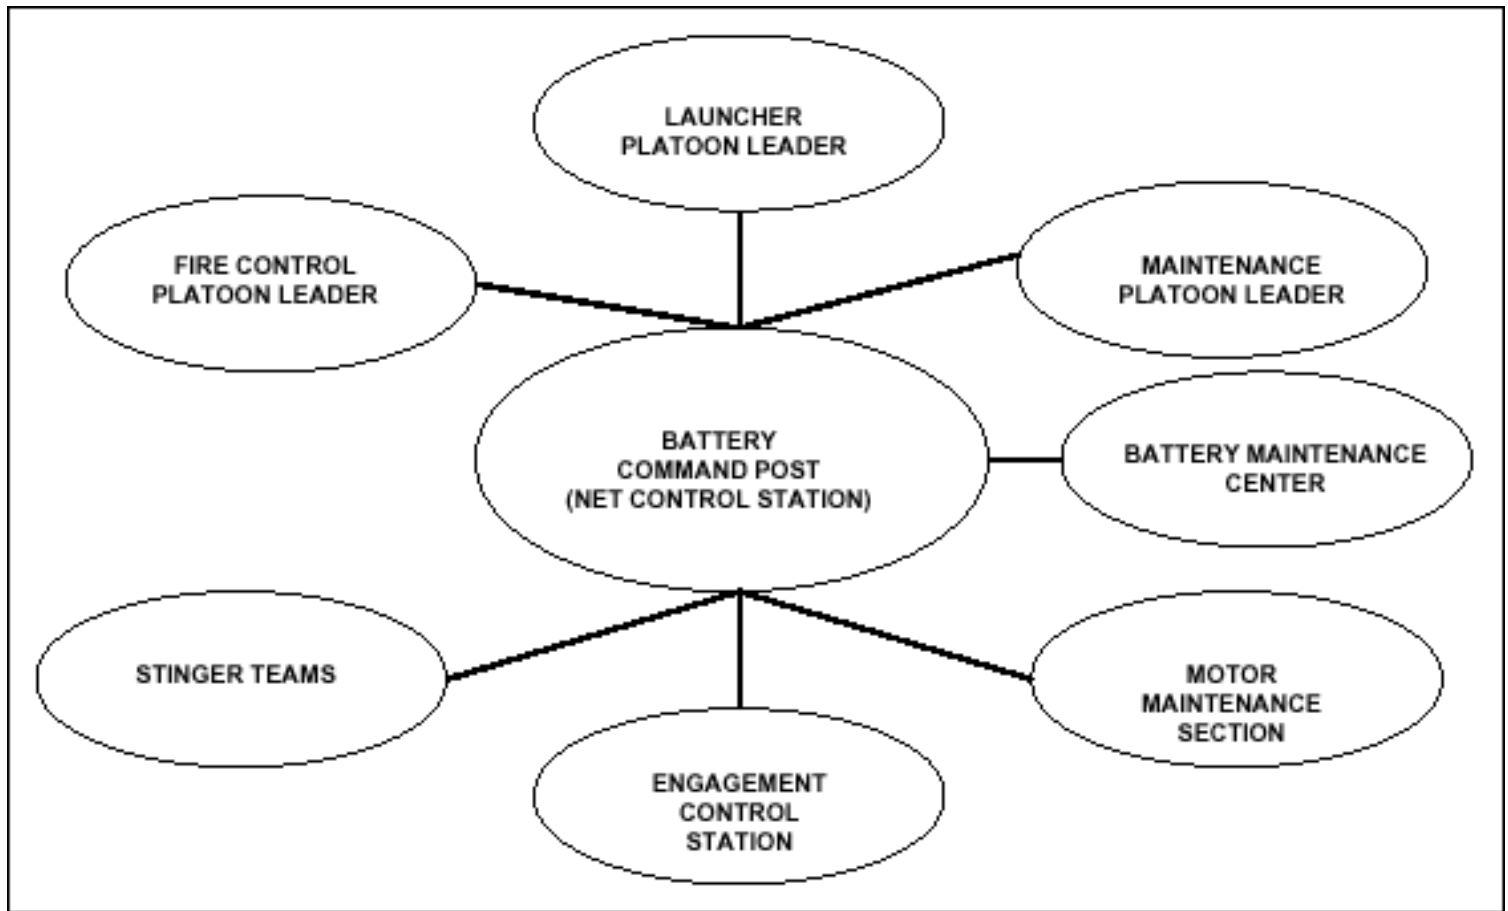 LAUNCHER
PLATOON LEADER
FIRE CONTROL
PLATOON LEADER
MAINTENANCE
PLATOON LEADER
BATTERY
COMMAND POST
(NET CONTROL STATION)
BATTERY MAINTENANCE
CENTER
STINGER TEAMS
MOTOR
MAINTENANCE
SECTION
ENGAGEMENT
CONTROL
STATION